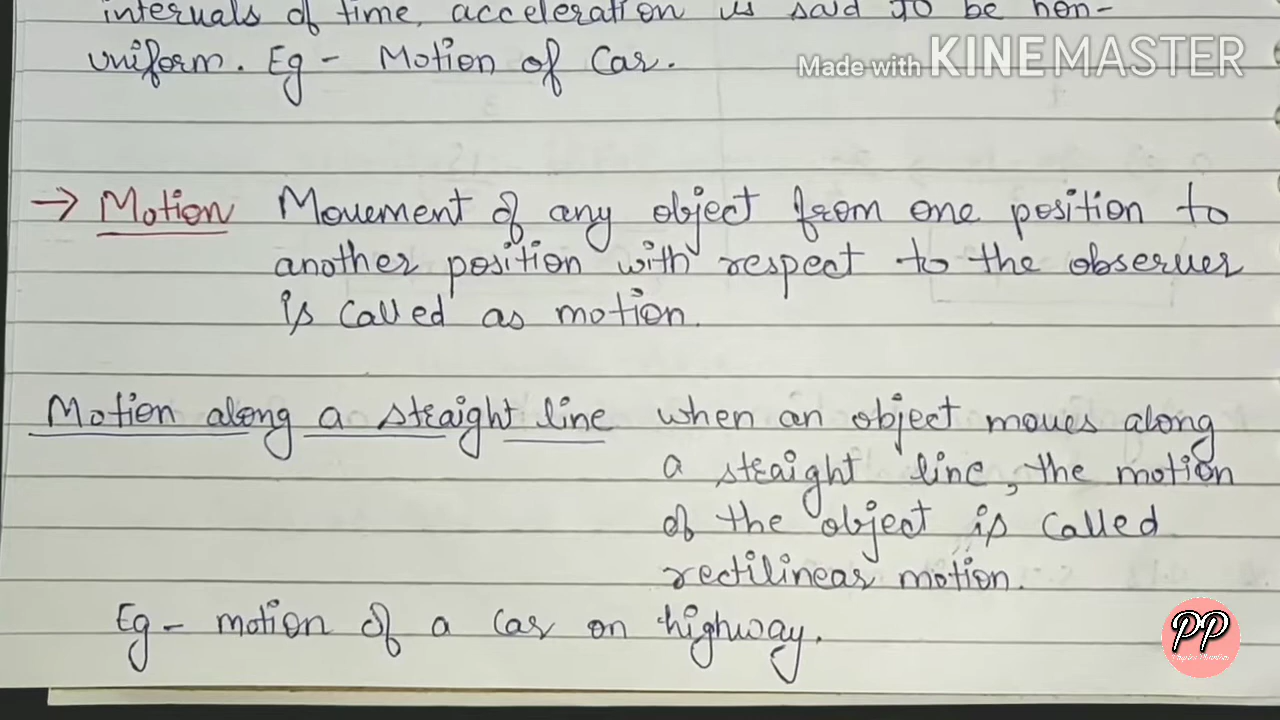 intervals of time, acceleration is said to be non-
uniform. Eg - Motion of Car.
Made with KINEMASTER
→ Motion Movement of any object from one position to
another position with respect to the observer
is called as motion.
Motion along a straight line when an object moves along
a straight line, the motion
of the object is called
rectilinear motion.
Eg - motion of a car on highway.
PP